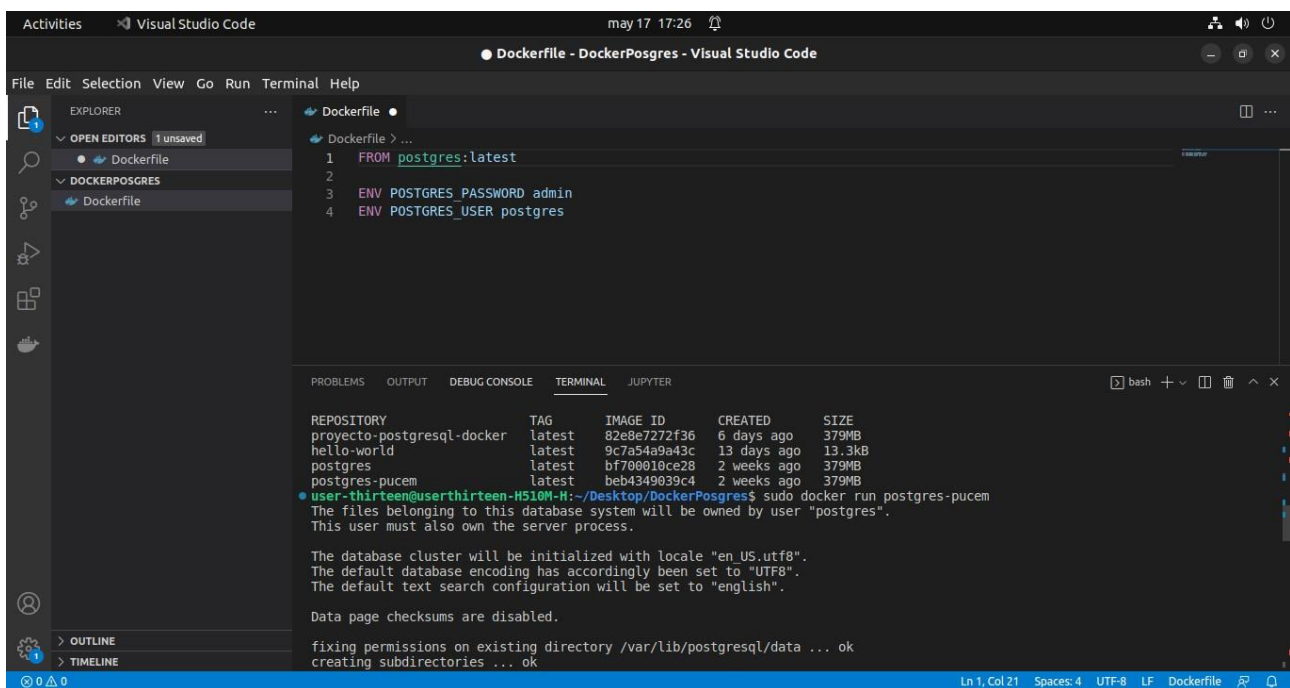 Activities Visual Studio Code may 17 17:26
● Dockerfile - DockerPosgres - Visual Studio Code
File Edit Selection View Go Run Terminal Help
EXPLORER ... Dockerfile ●
OPEN EDITORS 1 unsaved Dockerfile > ...
● Dockerfile 1 FROM postgres:latest
DOCKERPOSGRES 2
Dockerfile 3 ENV POSTGRES_PASSWORD admin
4 ENV POSTGRES_USER postgres
PROBLEMS OUTPUT DEBUG CONSOLE TERMINAL JUPYTER bash
REPOSITORY TAG IMAGE ID CREATED SIZE
proyecto-postgresql-docker latest 82e8e7272f36 6 days ago 379MB
hello-world latest 9c7a54a9a43c 13 days ago 13.3kB
postgres latest bf700010ce28 2 weeks ago 379MB
postgres-pucem latest beb4349039c4 2 weeks ago 379MB
user-thirteen@userthirteen-H510M-H:~/Desktop/DockerPosgres$ sudo docker run postgres-pucem
The files belonging to this database system will be owned by user "postgres".
This user must also own the server process.
The database cluster will be initialized with locale "en_US.utf8".
The default database encoding has accordingly been set to "UTF8".
The default text search configuration will be set to "english".
Data page checksums are disabled.
fixing permissions on existing directory /var/lib/postgresql/data ... ok
creating subdirectories ... ok
OUTLINE
TIMELINE
0 0 Ln 1, Col 21 Spaces: 4 UTF-8 LF Dockerfile